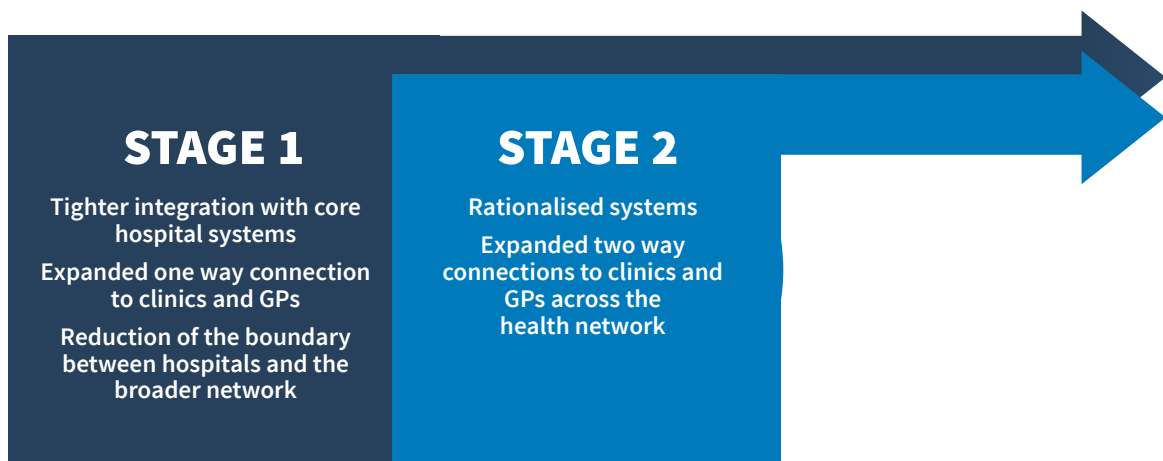 STAGE 1
Tighter integration with core
hospital systems
Expanded one way connection
to clinics and GPs
Reduction of the boundary
between hospitals and the
broader network
STAGE 2
Rationalised systems
Expanded two way
connections to clinics and
GPs across the
health network